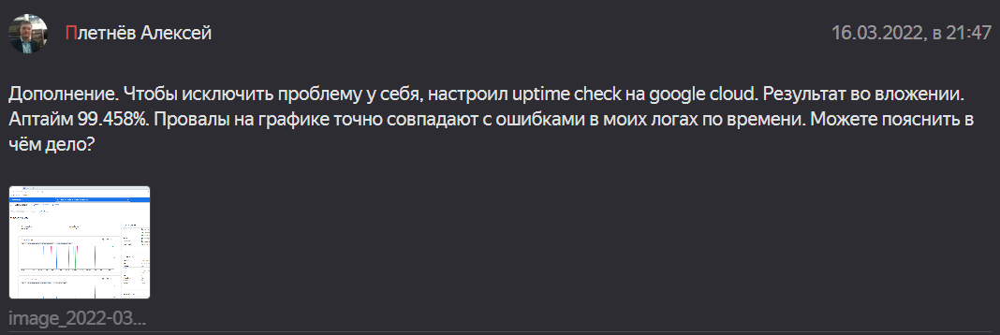 Плетнёв Алексей
16.03.2022, в 21:47
Дополнение. Чтобы исключить проблему у себя, настроил uptime check на google cloud. Результат во вложении.
Аптайм 99.458%. Провалы на графике точно совпадают с ошибками в моих логах по времени. Можете пояснить в
чём дело?
image_2022-03...